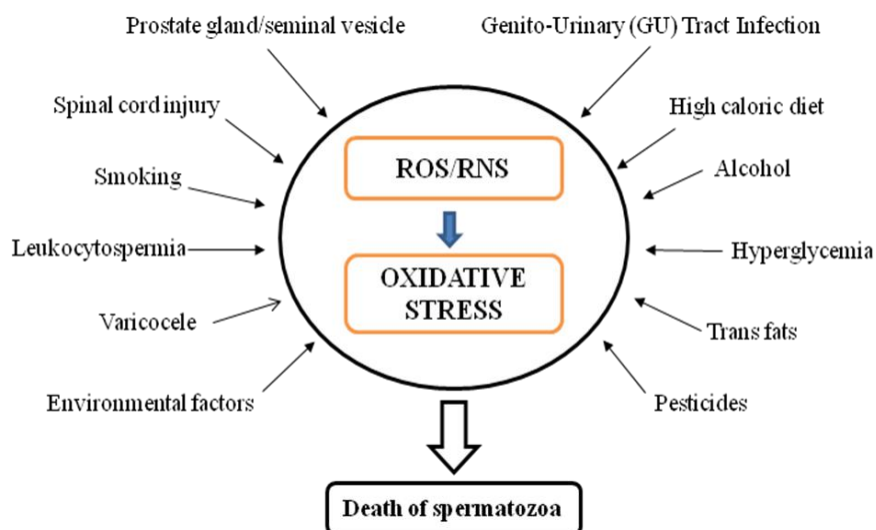 Prostate gland/seminal vesicle
Genito-Urinary (GU) Tract Infection
Spinal cord injury
High caloric diet
Smoking
ROS/RNS
Alcohol
Leukocytospermia
Hyperglycemia
OXIDATIVE
STRESS
Varicocele
Trans fats
Environmental factors
Pesticides
Death of spermatozoa